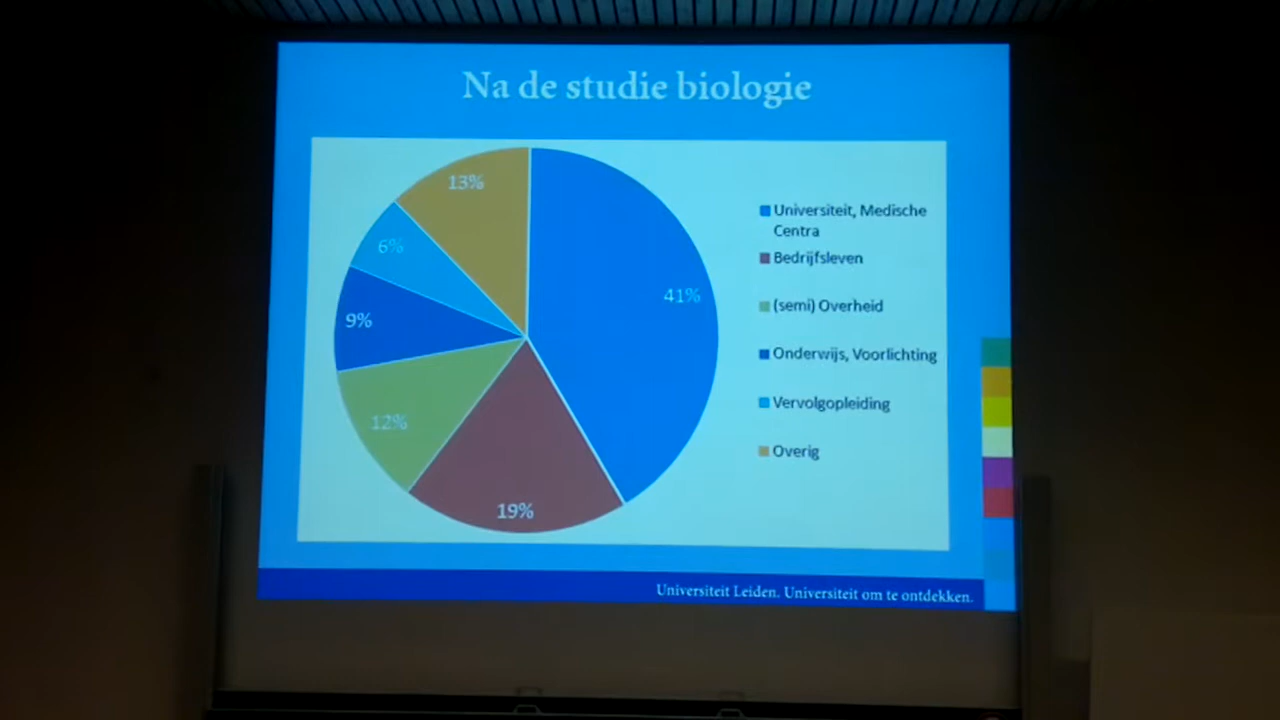 Na de studie biologie
13%
6%
9%
12%
19%
41%
Universiteit, Medische
Centra
Bedrijfsleven
(semi) Overheid
Onderwijs, Voorlichting
Vervolgopleiding
Overig
Universiteit Leiden. Universiteit om te ontdekken.